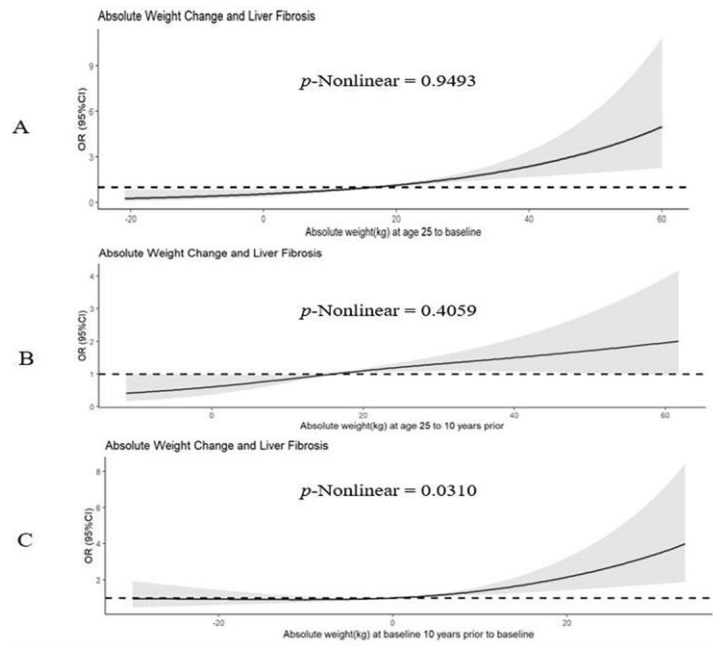 Absolute Weight Change and Liver Fibrosis
p-Nonlinear = 0.9493
A
OR (95%CI)
9
6
3
0
-20 0 20 40 60
Absolute weight(kg) at age 25 to baseline
Absolute Weight Change and Liver Fibrosis
p-Nonlinear = 0.4059
B
OR (95%CI)
4
3
2
1
0
0 20 40 60
Absolute weight(kg) at age 25 to 10 years prior
Absolute Weight Change and Liver Fibrosis
p-Nonlinear = 0.0310
C
OR (95%CI)
8
6
4
2
-20 0 20
Absolute weight(kg) at baseline 10 years prior to baseline